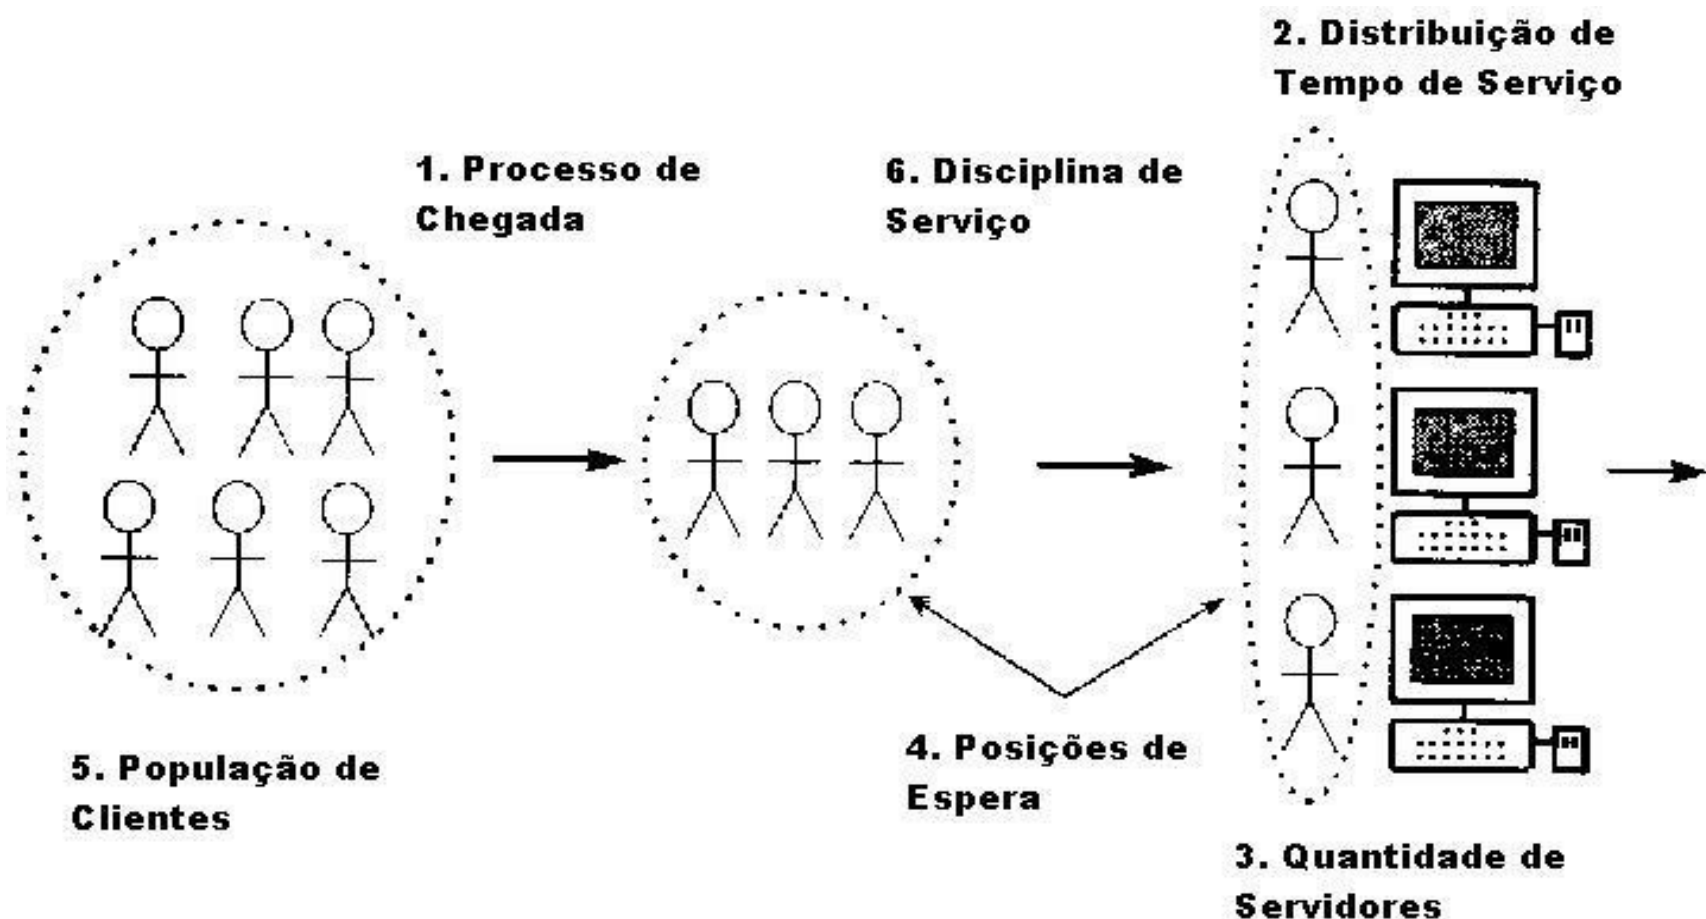 2. Distribuição de
Tempo de Serviço
1. Processo de
Chegada
6. Disciplina de
Serviço
4. Posições de
Espera
5. População de
Clientes
3. Quantidade de
Servidores